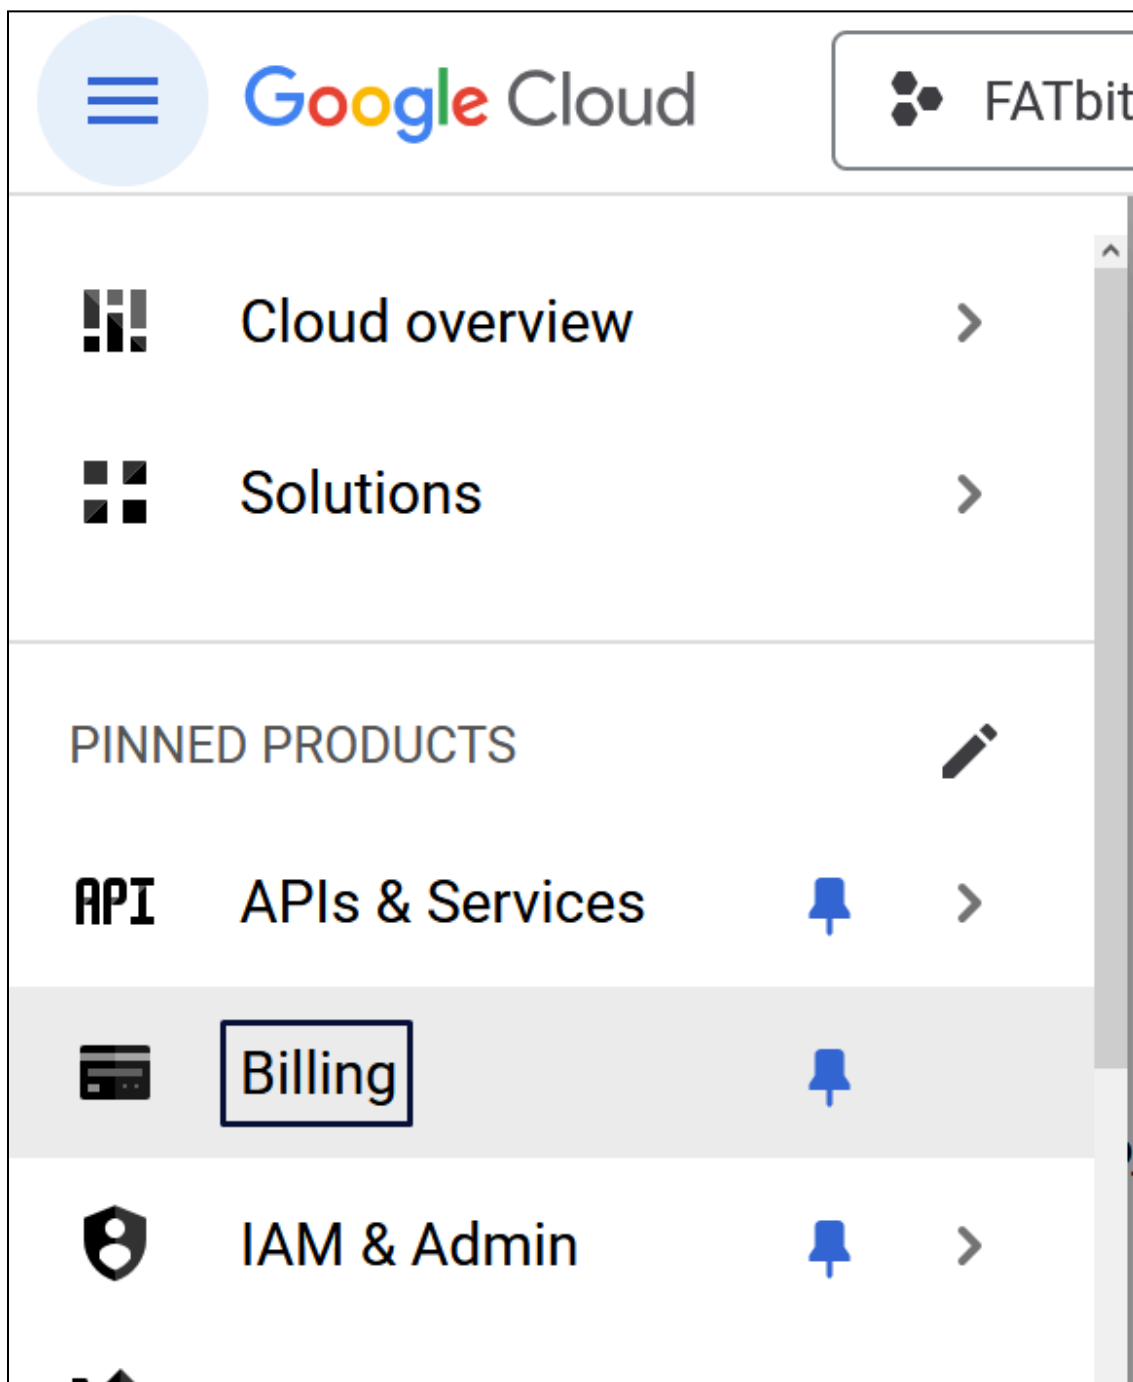 Google Cloud
FATbit
Cloud overview
Solutions
PINNED PRODUCTS
API APIs & Services
Billing
IAM & Admin